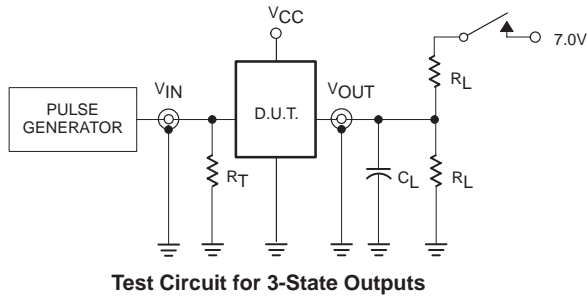 VCC
7.0V
VIN
VOUT
RL
PULSE
GENERATOR
D.U.T.
RT
CL
RL
Test Circuit for 3-State Outputs